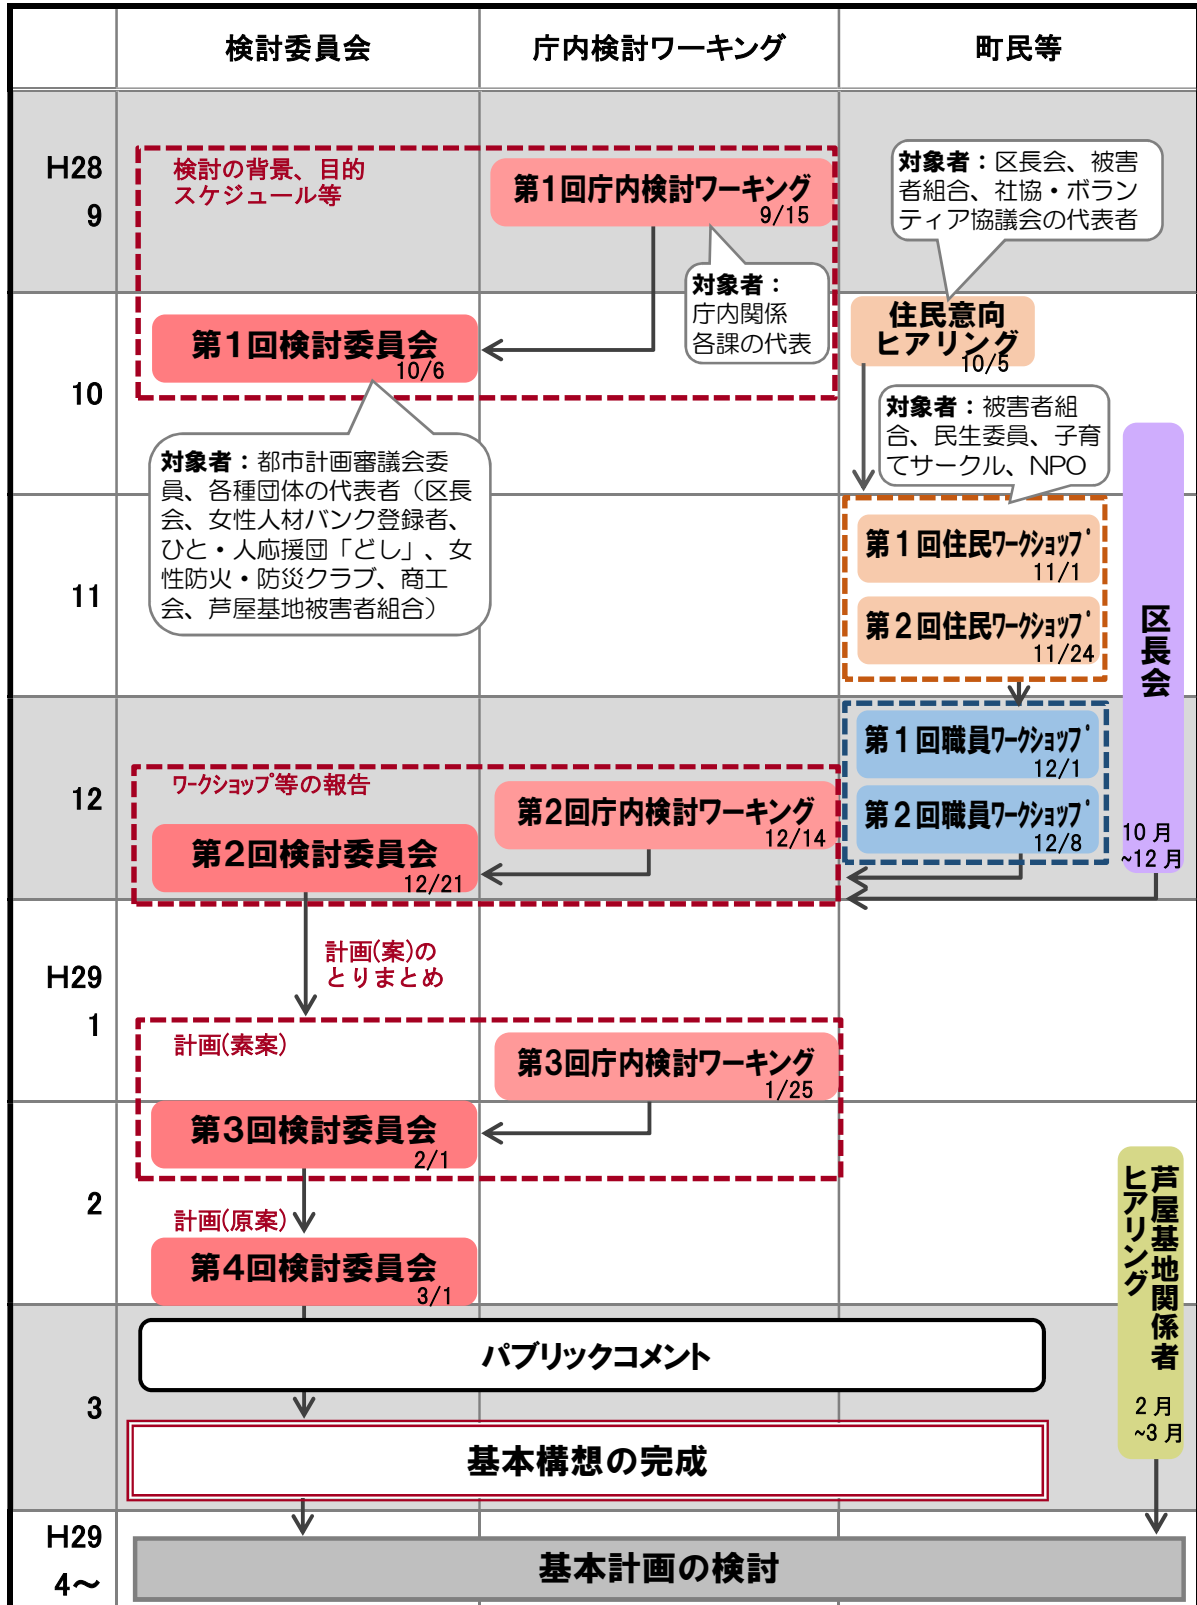 検討委員会
庁内検討ワーキング
町民等
H28
9
検討の背景、目的
スケジュール等
第1回庁内検討ワーキング
9/15
対象者：
庁内関係
各課の代表
対象者：区長会、被害
者組合、社協・ボラン
ティア協議会の代表者
10
第1回検討委員会
10/6
住民意向
ヒアリング
10/5
対象者：都市計画審議会委
員、各種団体の代表者（区長
会、女性人材バンク登録者、
ひと・人応援団「どし」、女
性防火・防災クラブ、商工
会、芦屋基地被害者組合）
対象者：被害者組
合、民生委員、子育
てサークル、NPO
11
第１回住民ワークショップ
11/1
第２回住民ワークショップ
11/24
区長会
10月
~12月
12
ワークショップ等の報告
第2回庁内検討ワーキング
12/14
第2回検討委員会
12/21
第１回職員ワークショップ
12/1
第２回職員ワークショップ
12/8
H29
1
計画(案)の
とりまとめ
計画(素案)
第3回庁内検討ワーキング
1/25
2
第3回検討委員会
2/1
計画(原案)
第4回検討委員会
3/1
芦屋基地関係者
ヒアリング
2月
~3月
3
パブリックコメント
基本構想の完成
H29
4～
基本計画の検討